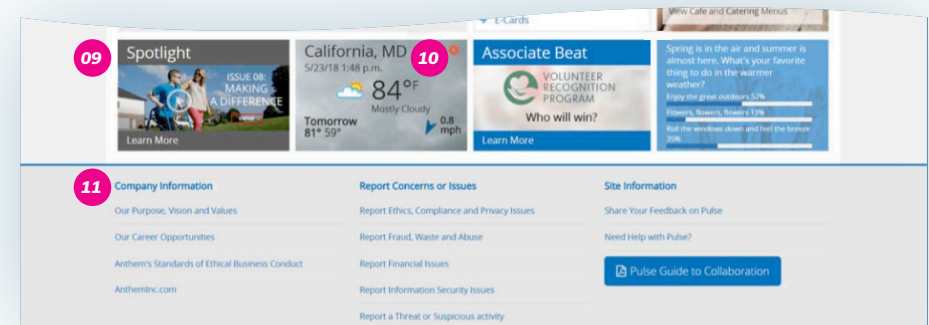 View Cafe and Catering Menus
E-Cards
09
Spotlight
ISSUE 08:
MAKING
A DIFFERENCE
Learn More
California, MD
5/23/18 1:48 p.m.
84°F
Mostly Cloudy
Tomorrow
81° 59°
0.8
mph
10
Associate Beat
VOLUNTEER
RECOGNITION
PROGRAM
Who will win?
Learn More
Spring is in the air and summer is
almost here. What's your favorite
thing to do in the warmer
weather?
Enjoy the great outdoors 52%
Flowers, flowers, flowers 13%
Roll the windows down and feel the breeze
35%
11
Company Information
Our Purpose, Vision and Values
Our Career Opportunities
Anthem's Standards of Ethical Business Conduct
AnthemInc.com
Report Concerns or Issues
Report Ethics, Compliance and Privacy Issues
Report Fraud, Waste and Abuse
Report Financial Issues
Report Information Security Issues
Report a Threat or Suspicious activity
Site Information
Share Your Feedback on Pulse
Need Help with Pulse?
Pulse Guide to Collaboration